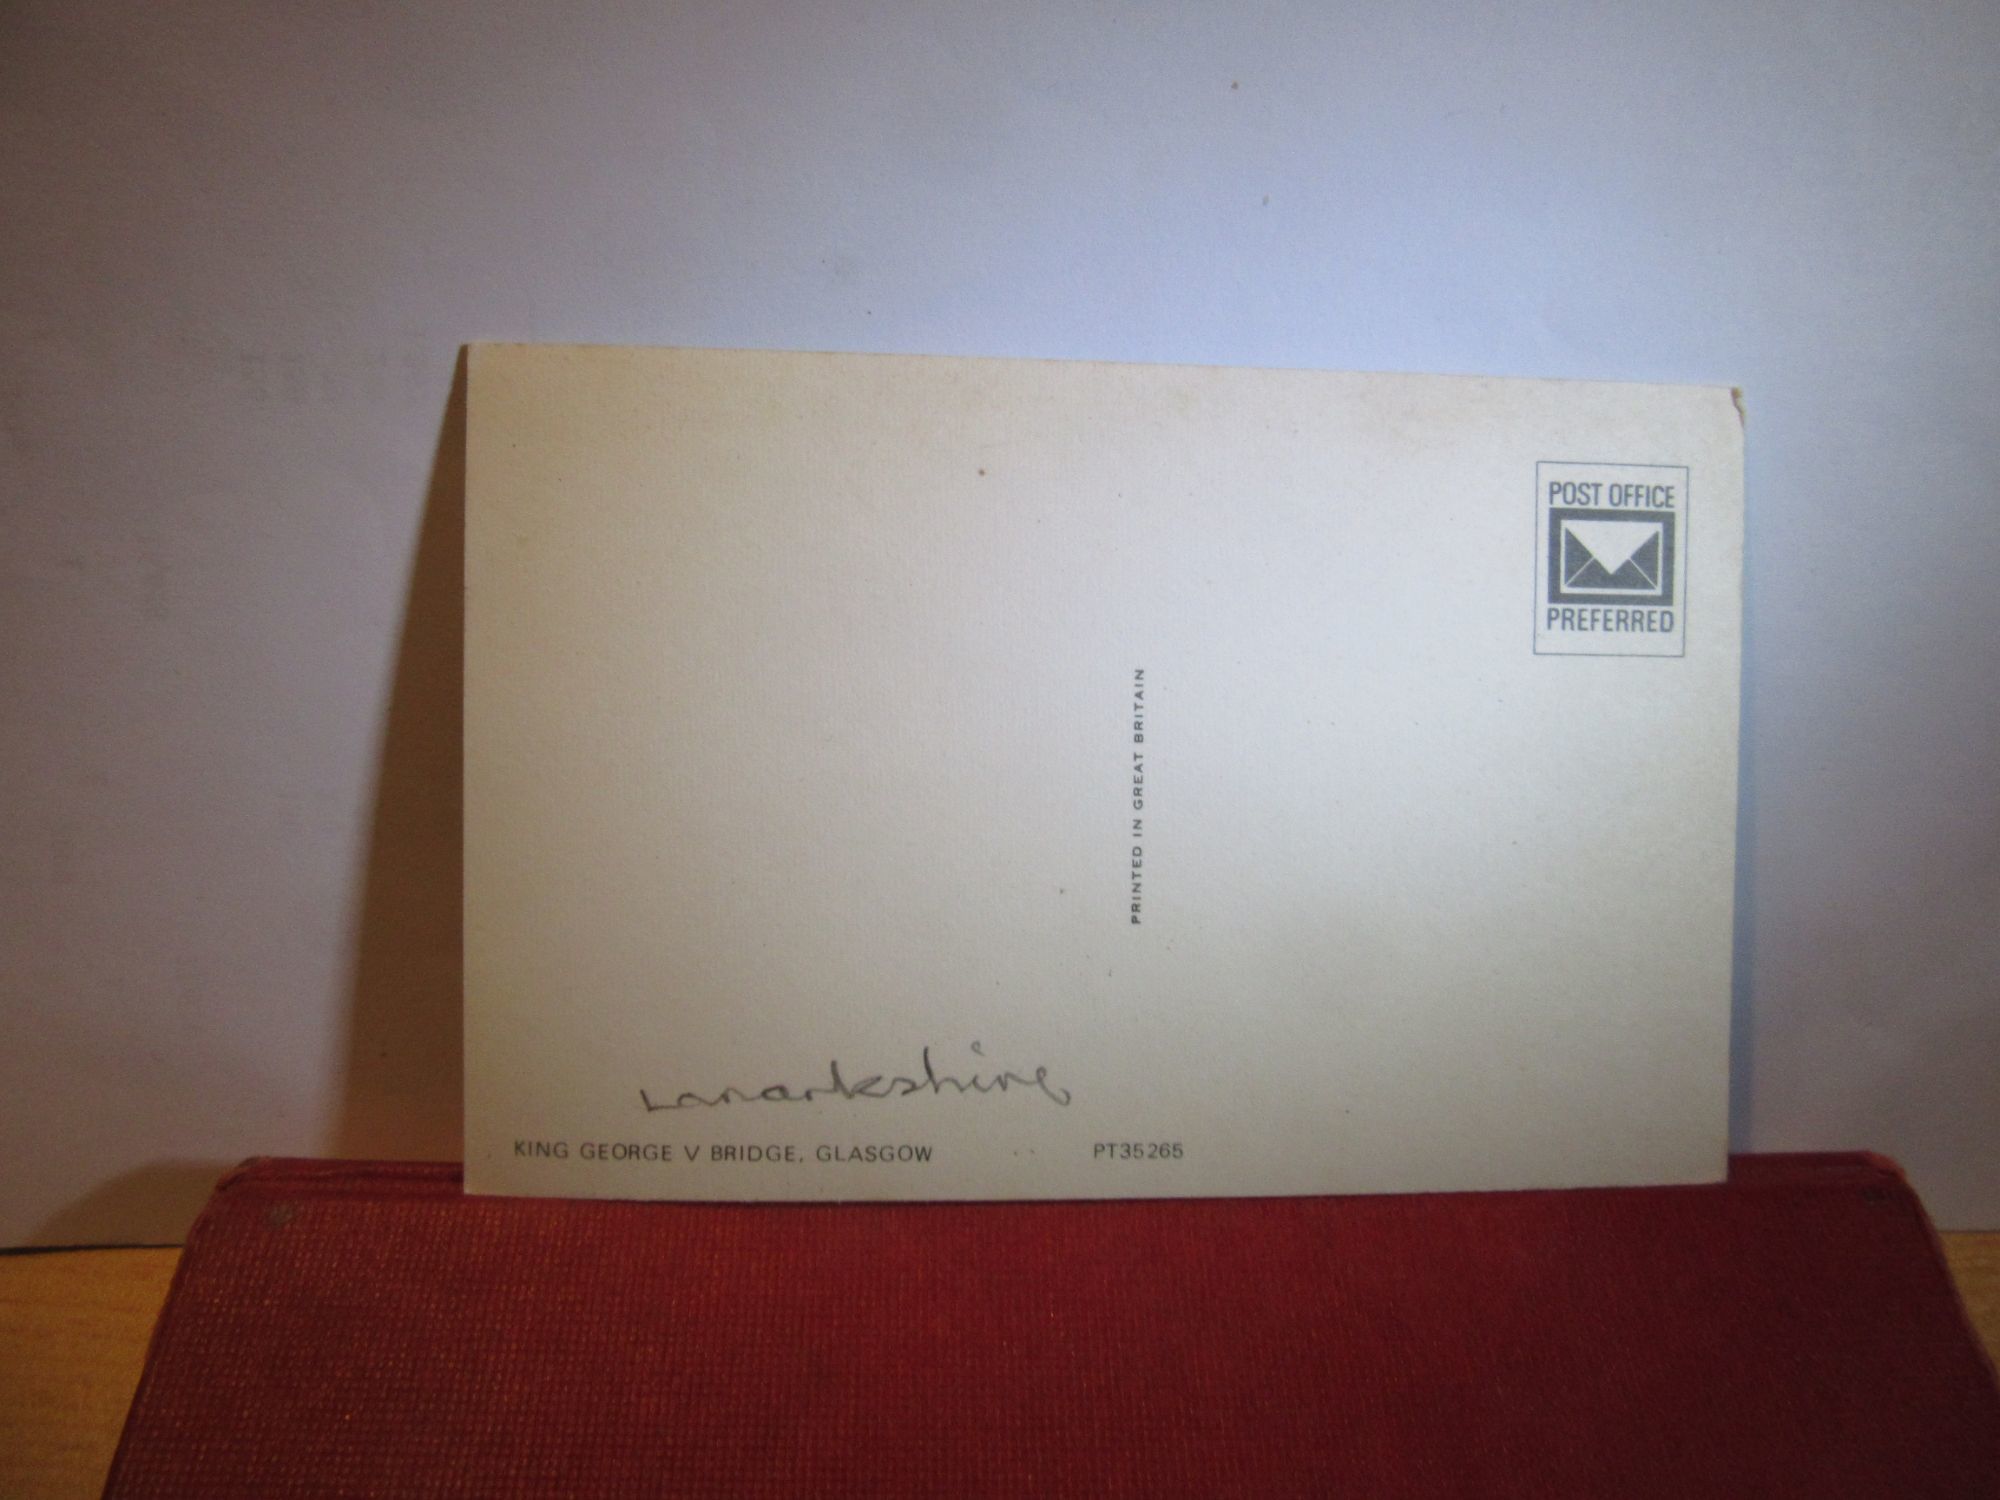 POST OFFICE
PREFERRED
PRINTED IN GREAT BRITAIN
Lanarkshire
KING GEORGE V BRIDGE, GLASGOW PT35265